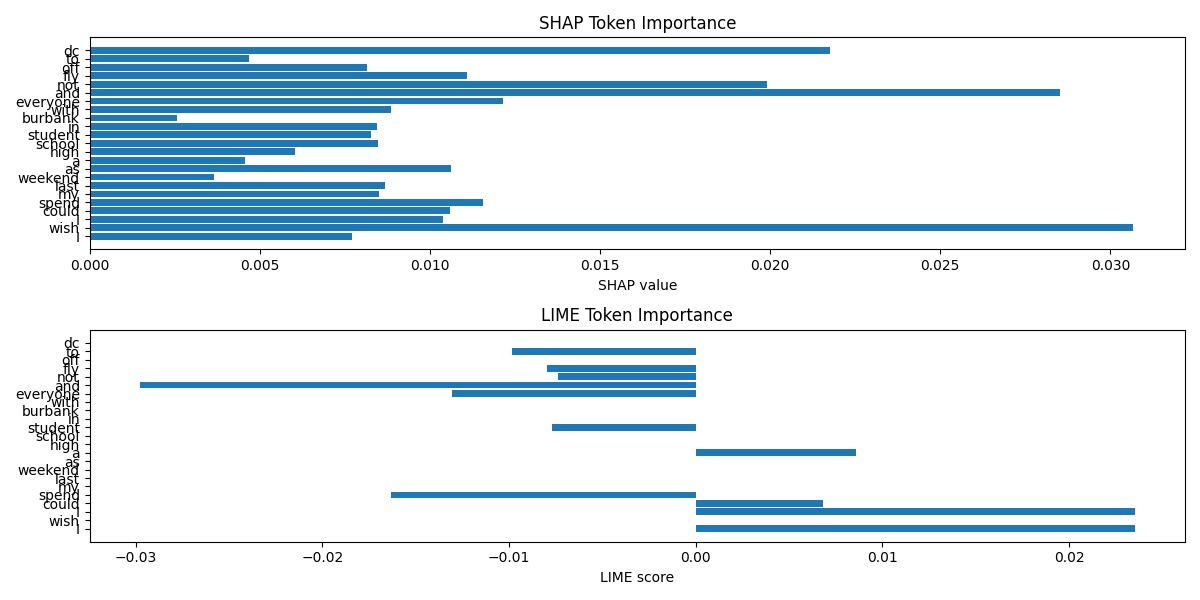 SHAP Token Importance
dc
to
off
fly
not
and
everyone
with
burbank
in
student
school
high
a
as
weekend
last
my
spend
could
I
wish
I
0.000 0.005 0.010 0.015 0.020 0.025 0.030
SHAP value
LIME Token Importance
dc
to
off
fly
not
and
everyone
with
burbank
in
student
school
high
a
as
weekend
last
my
spend
could
I
wish
I
−0.03 −0.02 −0.01 0.00 0.01 0.02
LIME score